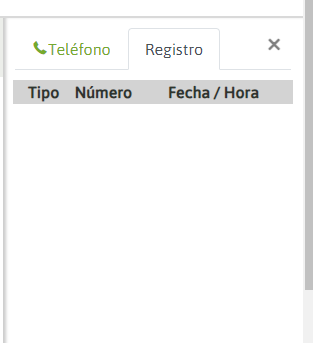 Teléfono Registro ×
Tipo Número Fecha / Hora